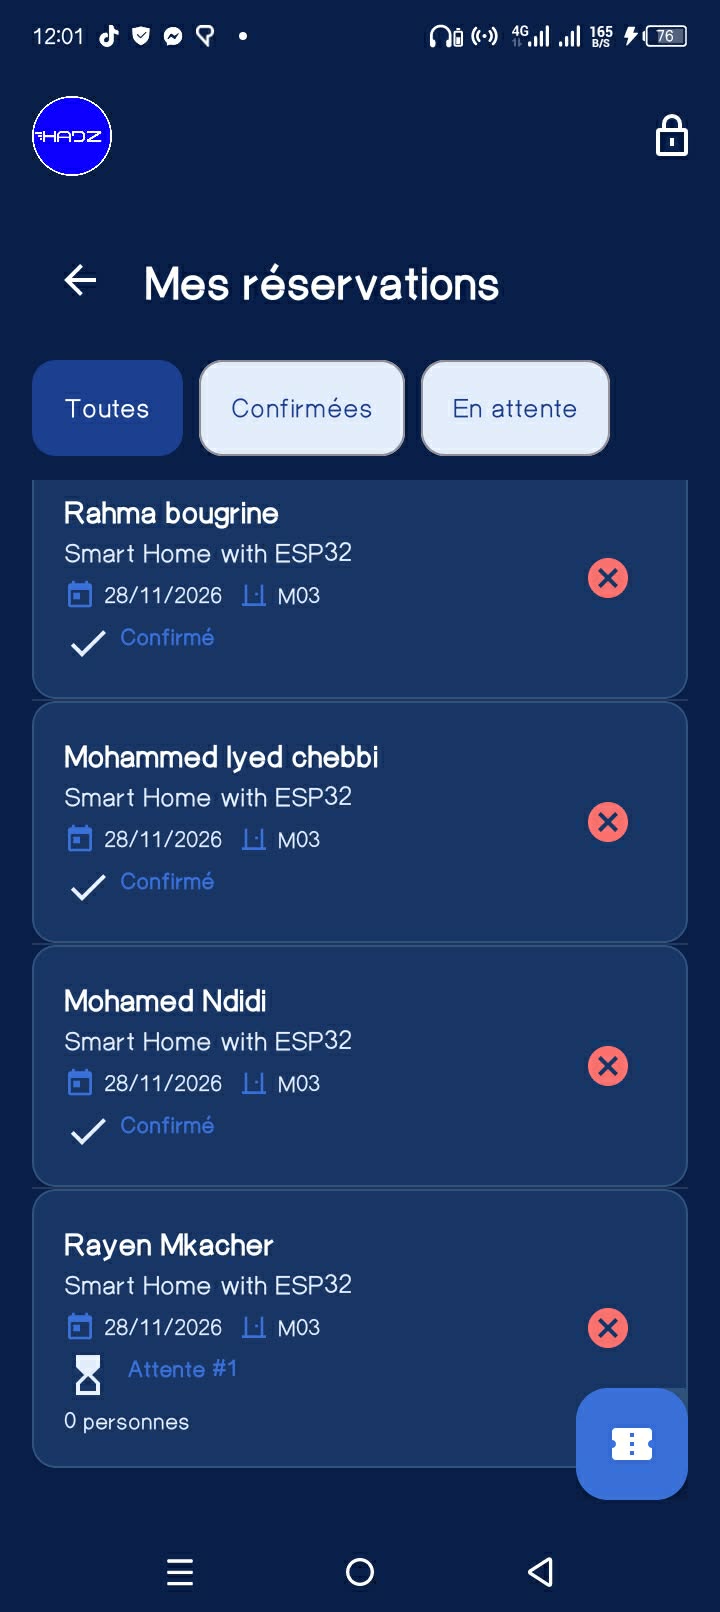 12:01
4G
165
B/S
76
HADZ
Mes réservations
Toutes
Confirmées
En attente
Rahma bougrine
Smart Home with ESP32
28/11/2026 M03
Confirmé
Mohammed Iyed chebbi
Smart Home with ESP32
28/11/2026 M03
Confirmé
Mohamed Ndidi
Smart Home with ESP32
28/11/2026 M03
Confirmé
Rayen Mkacher
Smart Home with ESP32
28/11/2026 M03
Attente #1
0 personnes